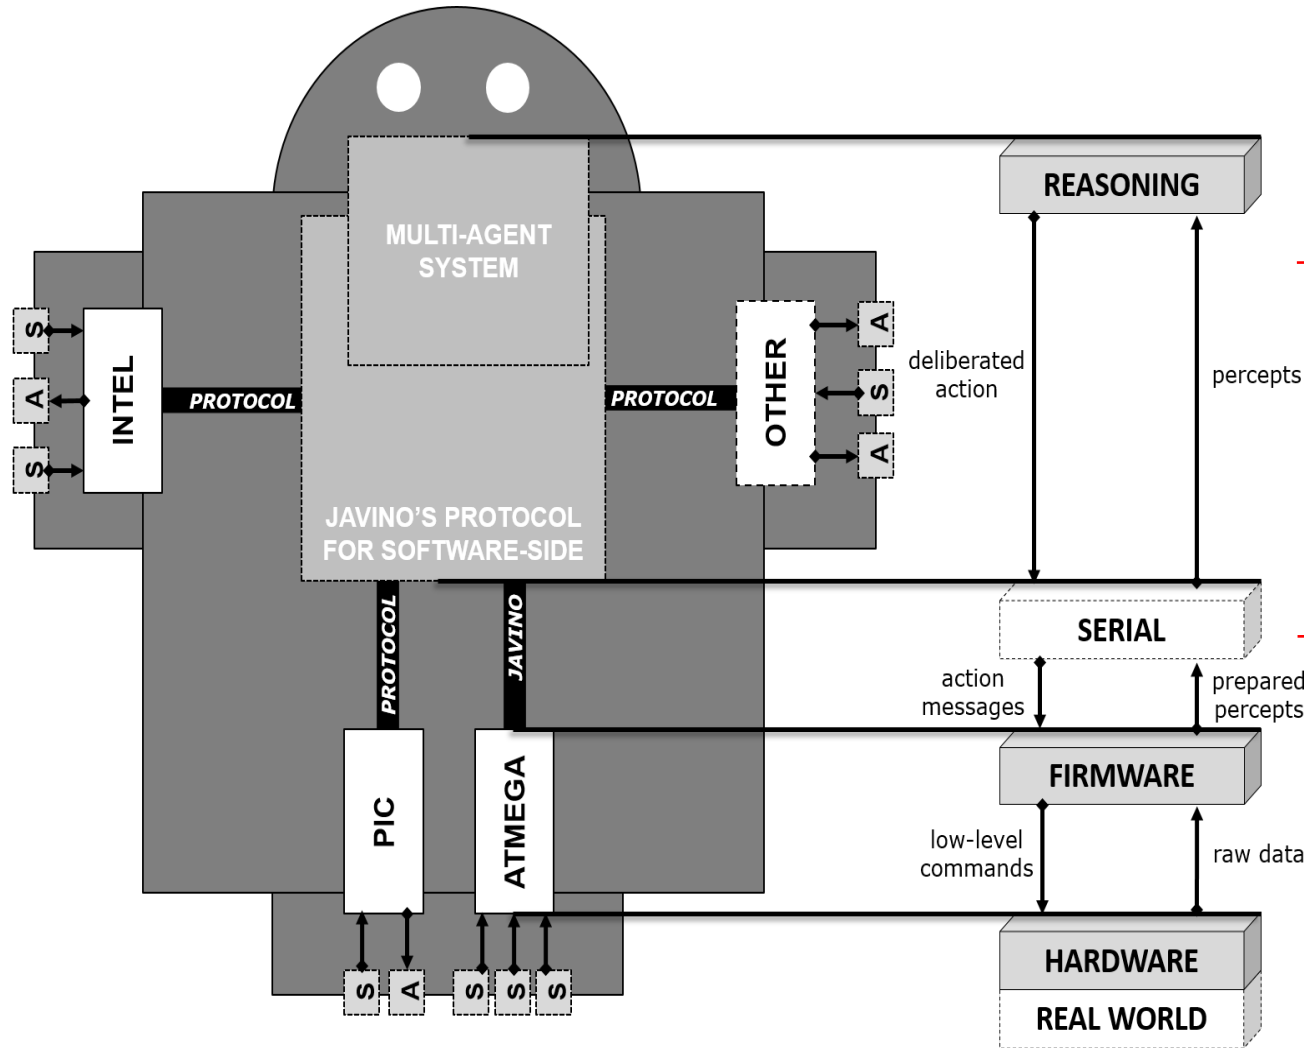 REASONING
MULTI-AGENT
SYSTEM
S
A
S
INTEL
PROTOCOL
PROTOCOL
OTHER
A
S
A
deliberated
action
percepts
JAVINO'S PROTOCOL
FOR SOFTWARE-SIDE
PROTOCOL
JAVINO
SERIAL
action
messages
prepared
percepts
PIC
ATMEGA
FIRMWARE
low-level
commands
raw data
S
A
S
S
S
HARDWARE
REAL WORLD